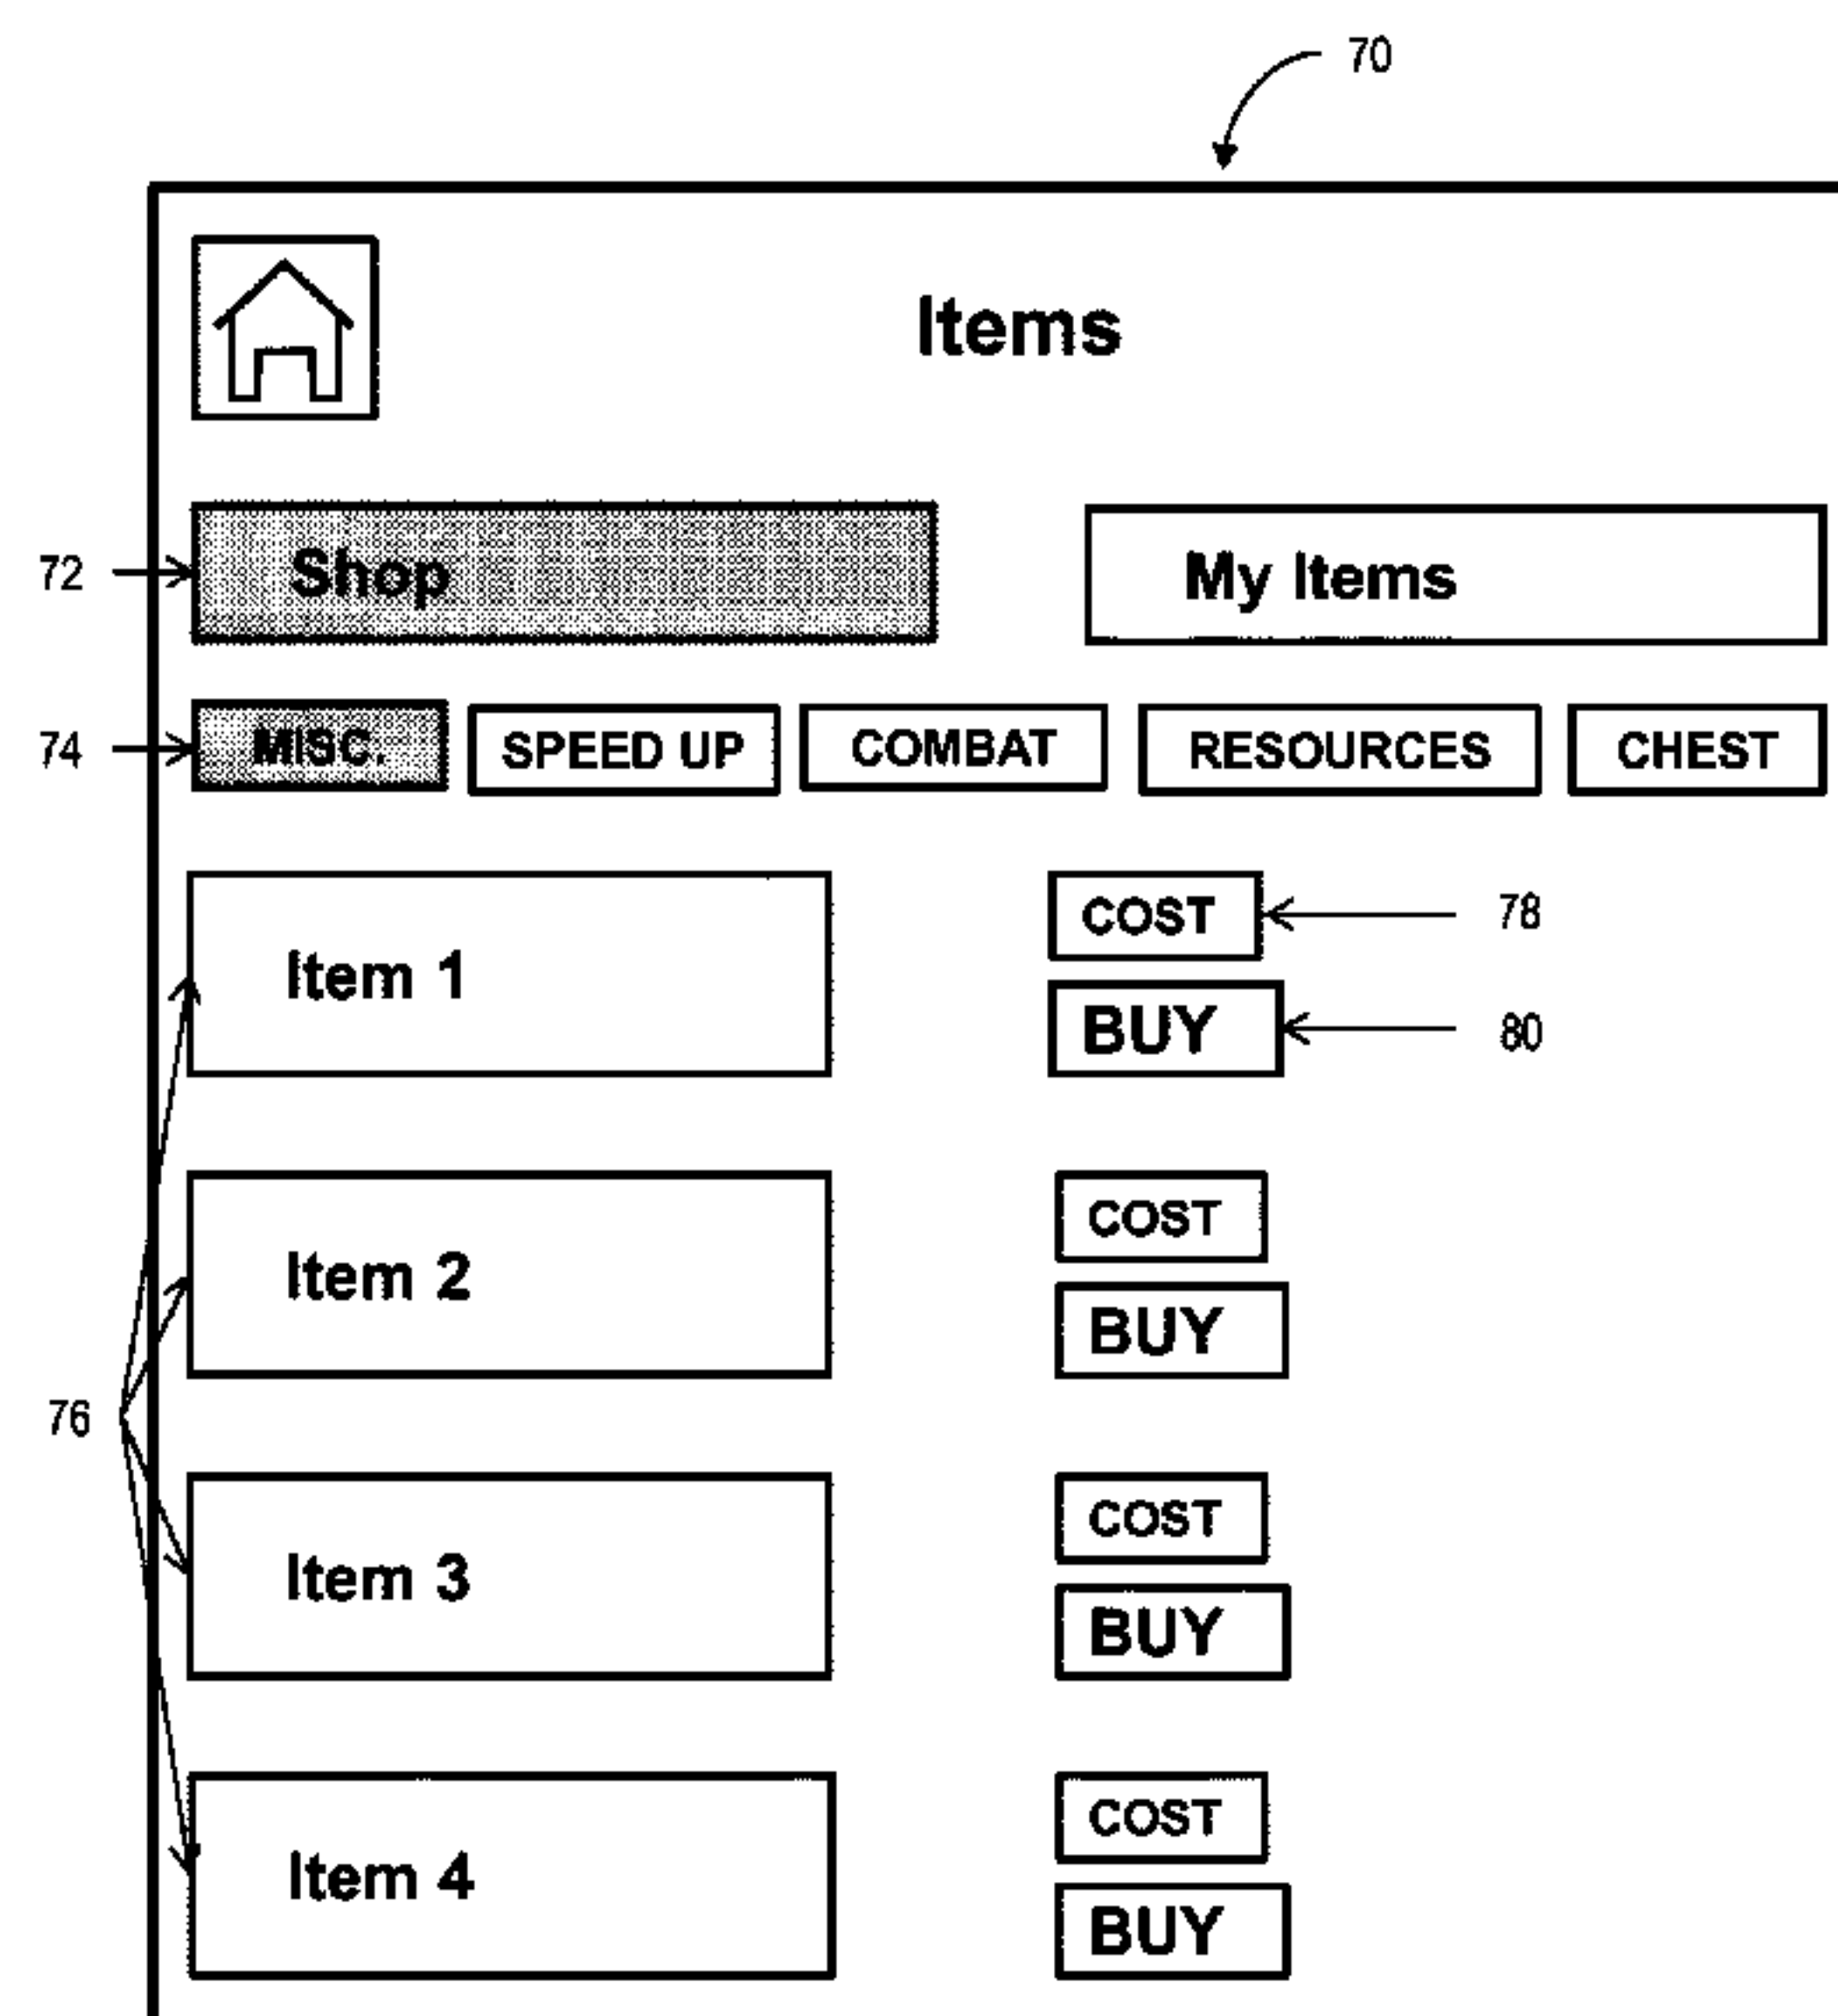 70
Items
72 Shop My Items
74 MISC. SPEED UP COMBAT RESOURCES CHEST
COST 78
Item 1
BUY 80
COST
Item 2
BUY
76
COST
Item 3
BUY
COST
Item 4
BUY